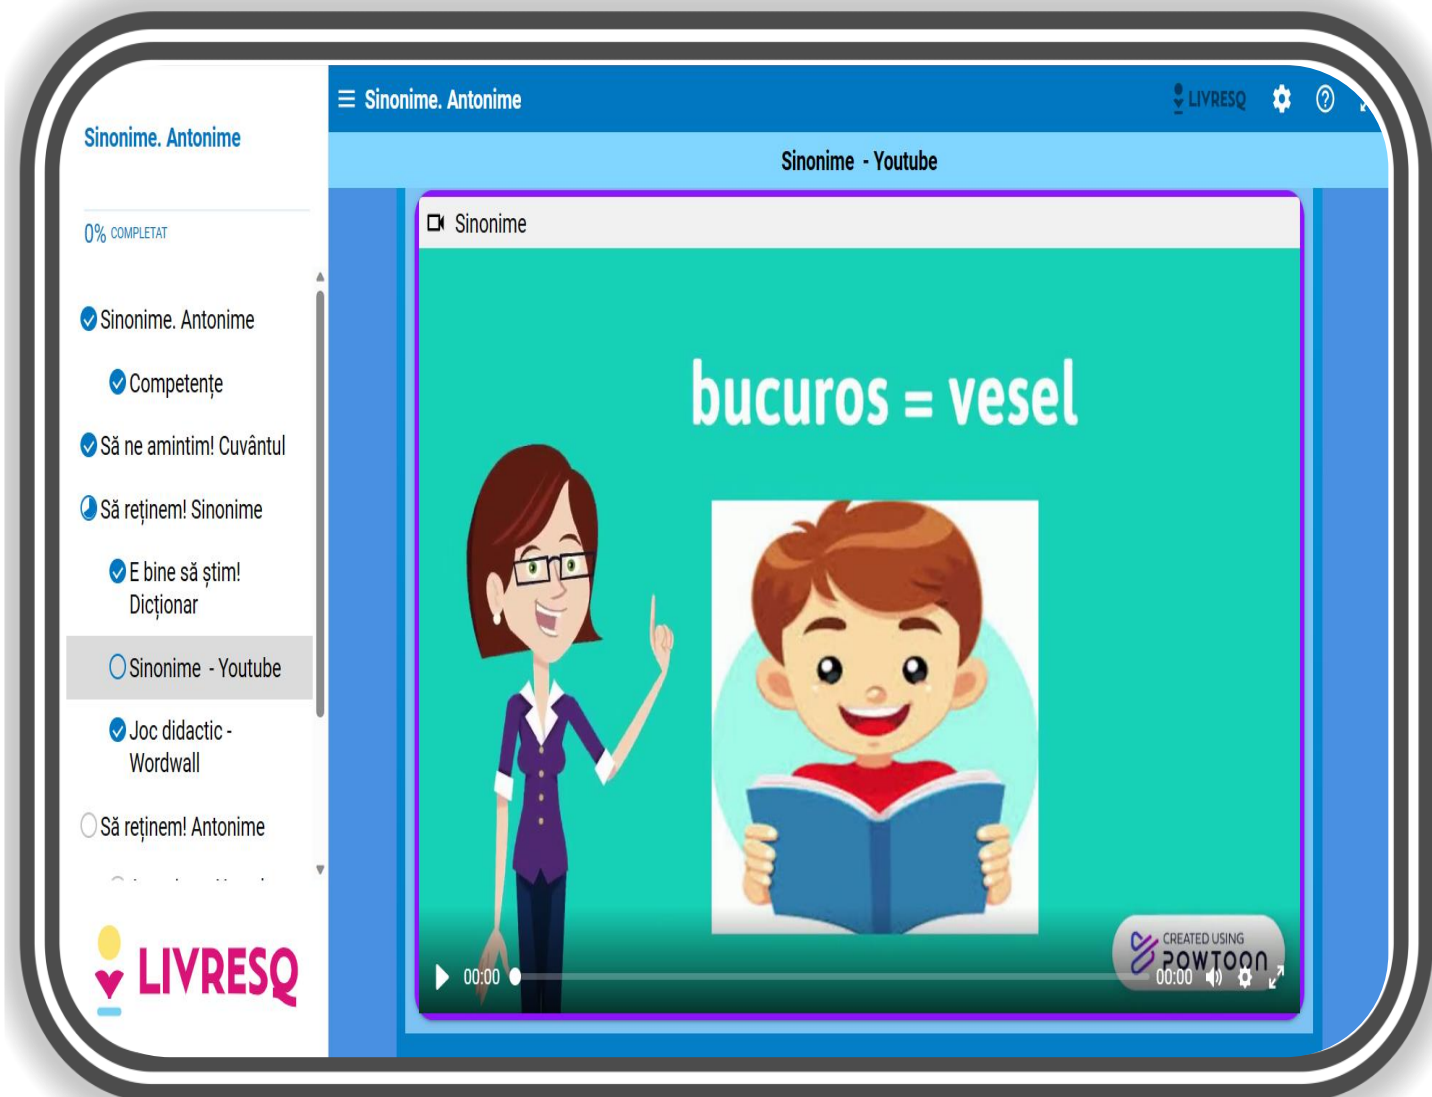 Sinonime. Antonime
0% COMPLETAT
Sinonime. Antonime
Competențe
Să ne amintim! Cuvântul
Să reținem! Sinonime
E bine să știm!
Dicționar
Sinonime - Youtube
Joc didactic -
Wordwall
Să reținem! Antonime
LIVRESQ
Sinonime. Antonime
LIVRESQ
Sinonime - Youtube
Sinonime
bucuros = vesel
CREATED USING
POWTOON
00:00
00:00